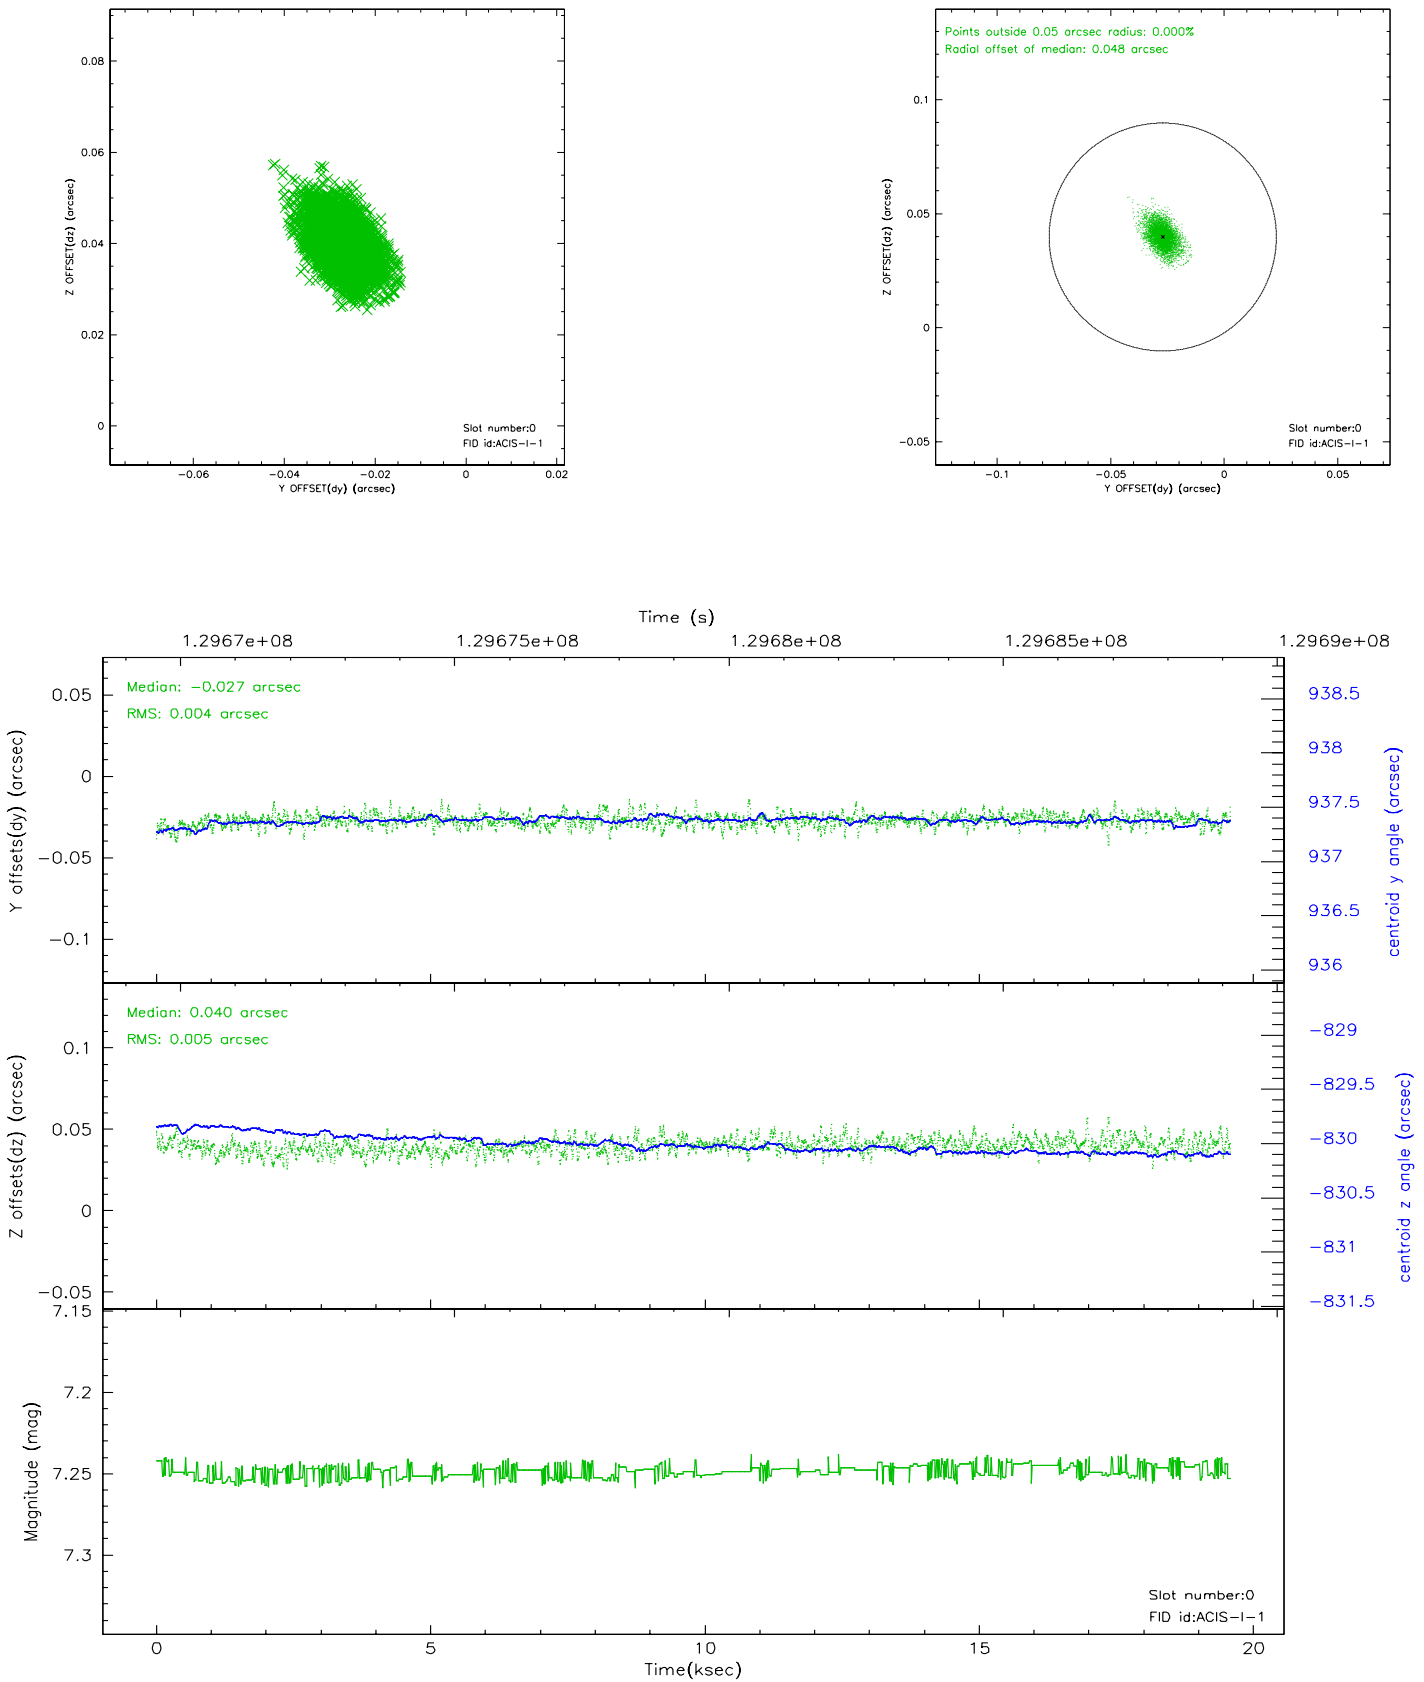 0.08
0.06
0.04
0.02
0
Z OFFSET(dz) (arcsec)
Slot number:0
FID id:ACIS-I-1
-0.06
-0.04
-0.02
0
0.02
Y OFFSET(dy) (arcsec)
Points outside 0.05 arcsec radius: 0.000%
Radial offset of median: 0.048 arcsec
0.1
0.05
0
-0.05
Z OFFSET(dz) (arcsec)
Slot number:0
FID id:ACIS-I-1
-0.1
-0.05
0
0.05
Y OFFSET(dy) (arcsec)
Time (s)
1.2967e+08
1.29675e+08
1.2968e+08
1.29685e+08
1.2969e+08
Median: -0.027 arcsec
RMS: 0.004 arcsec
0.05
0
-0.05
-0.1
Y offsets(dy) (arcsec)
938.5
938
937.5
937
936.5
936
centroid y angle (arcsec)
Median: 0.040 arcsec
RMS: 0.005 arcsec
0.1
0.05
0
-0.05
Z offsets(dz) (arcsec)
-829
-829.5
-830
-830.5
-831
-831.5
centroid z angle (arcsec)
7.15
7.2
7.25
7.3
Magnitude (mag)
Slot number:0
FID id:ACIS-I-1
0
5
10
15
20
Time(ksec)